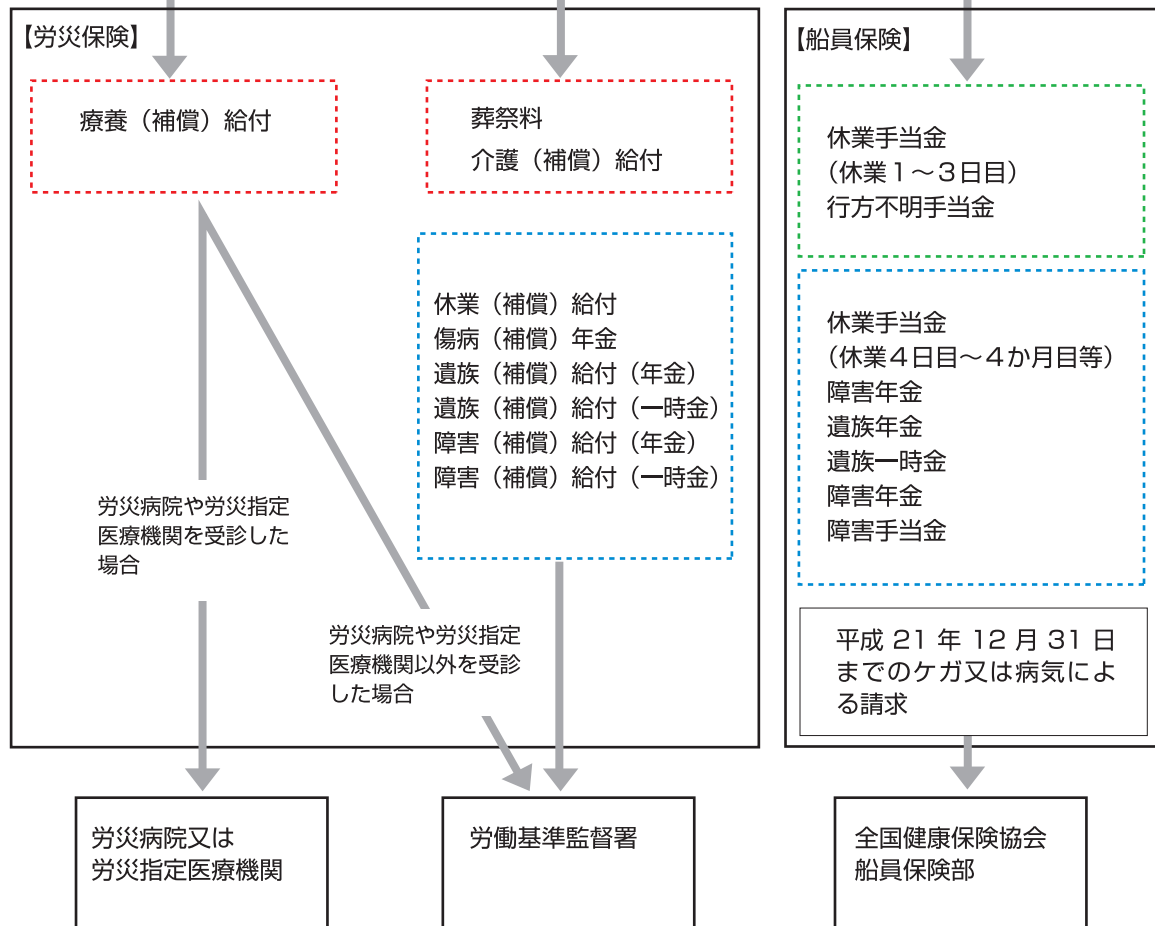 【労災保険】
療養（補償）給付
葬祭料
介護（補償）給付
休業（補償）給付
傷病（補償）年金
遺族（補償）給付（年金）
遺族（補償）給付（一時金）
障害（補償）給付（年金）
障害（補償）給付（一時金）
労災病院や労災指定
医療機関を受診した
場合
労災病院や労災指定
医療機関以外を受診
した場合
【船員保険】
休業手当金
（休業１～３日目）
行方不明手当金
休業手当金
（休業４日目～４か月目等）
障害年金
遺族年金
遺族一時金
障害年金
障害手当金
平成 21 年 12 月 31 日
までのケガ又は病気によ
る請求
労災病院又は
労災指定医療機関
労働基準監督署
全国健康保険協会
船員保険部